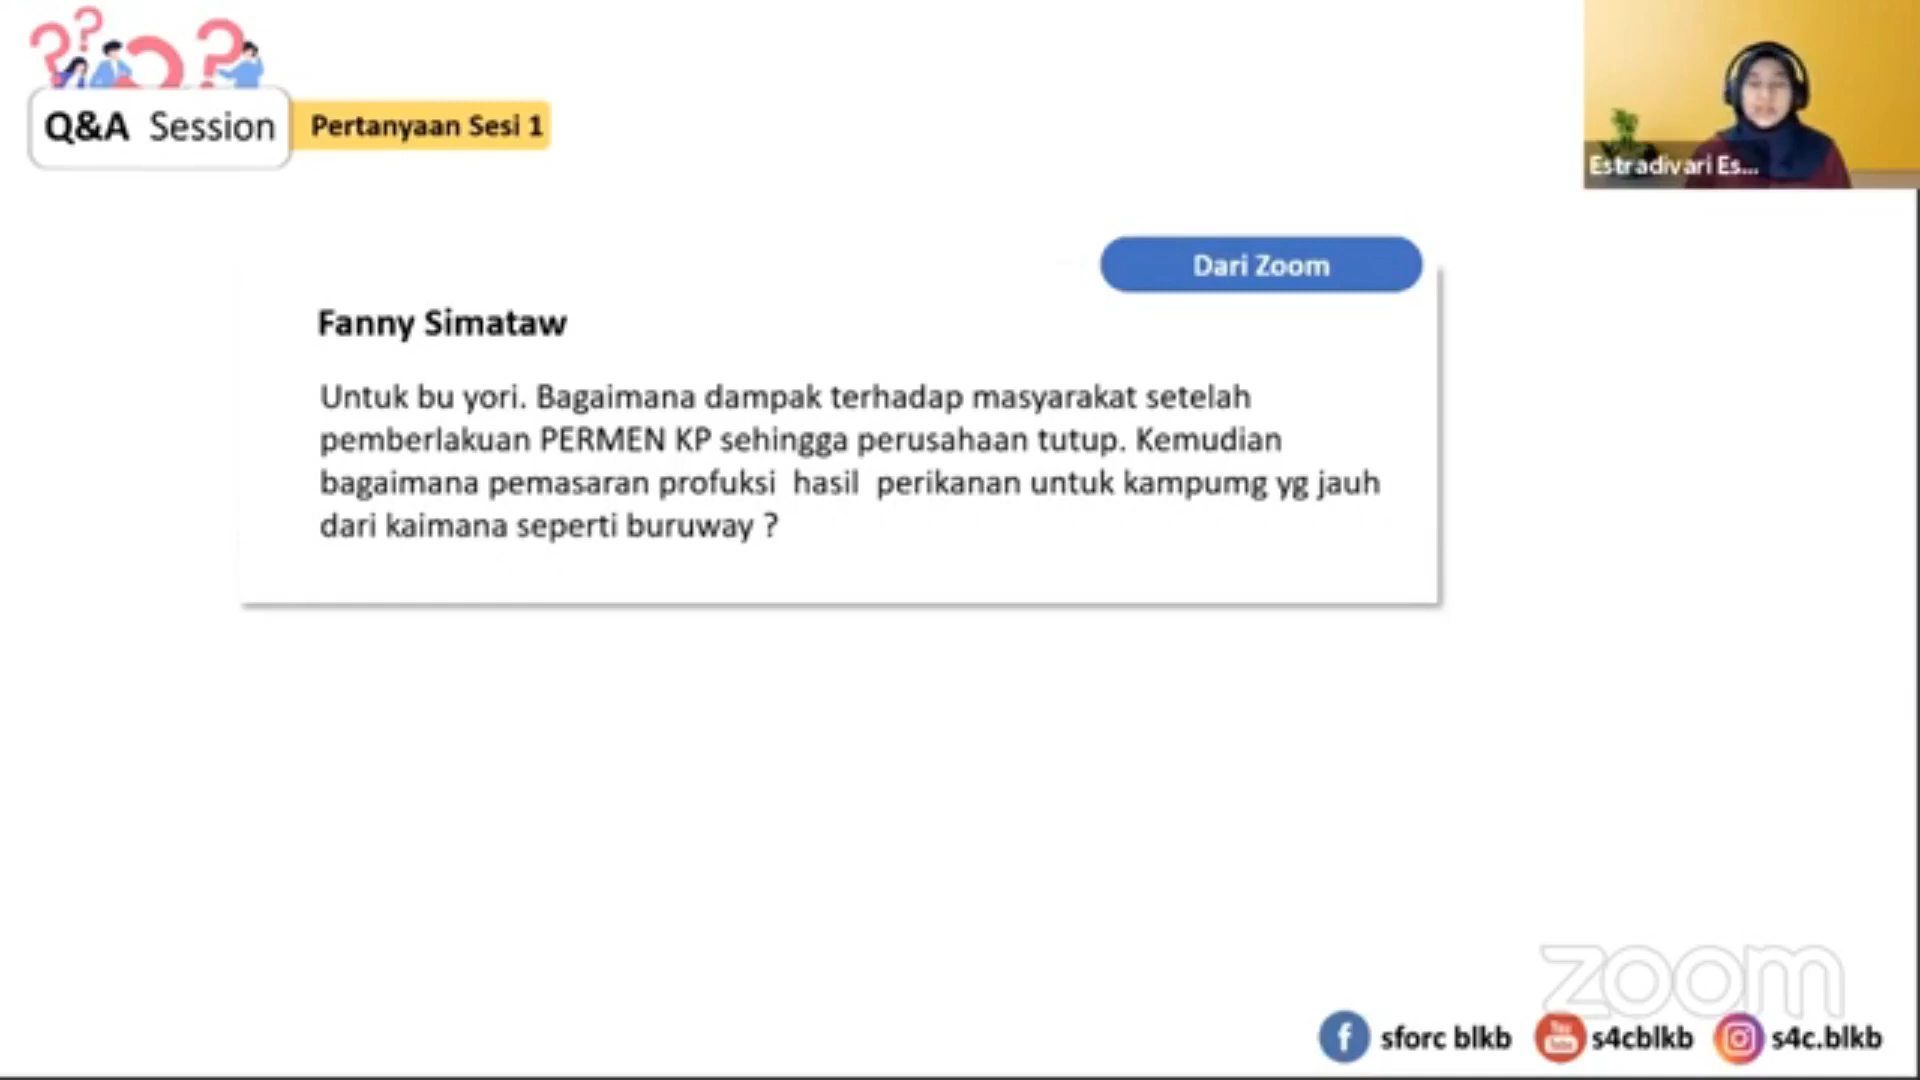 Q&A Session
Pertanyaan Sesi 1
Estradivari Es...
Dari Zoom
Fanny Simataw
Untuk bu yori. Bagaimana dampak terhadap masyarakat setelah
pemberlakuan PERMEN KP sehingga perusahaan tutup. Kemudian
bagaimana pemasaran profuksi hasil perikanan untuk kampumg yg jauh
dari kaimana seperti buruway ?
zoom
sforc blkb
You Tube
s4cblkb
s4c.blkb